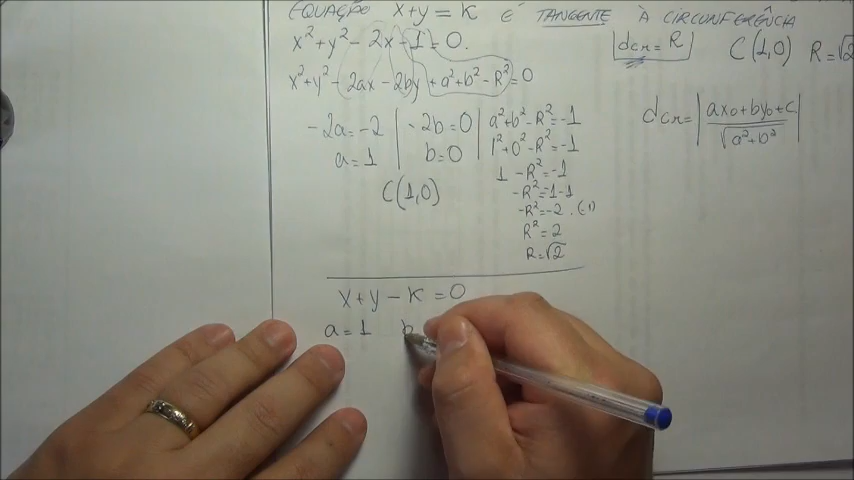 EQUAÇÃO x+y=K É TANGENTE À CIRCUNFERÊNCIA
x²+y²-2x-1=0.
x²+y²-2ax-2by+a²+b²-R²=0
-2a=-2
a=1
-2b=0
b=0
C(1,0)
a²+b²-R²=-1
1²+0²-R²=-1
1-R²=-1
-R²=-1-1
-R²=-2 .(-1)
R²=2
R=√2
dcr=R
C(1,0) R=√2
dcr=|ax₀+by₀+c/√a²+b²|
x+y-K=0
a=1 b